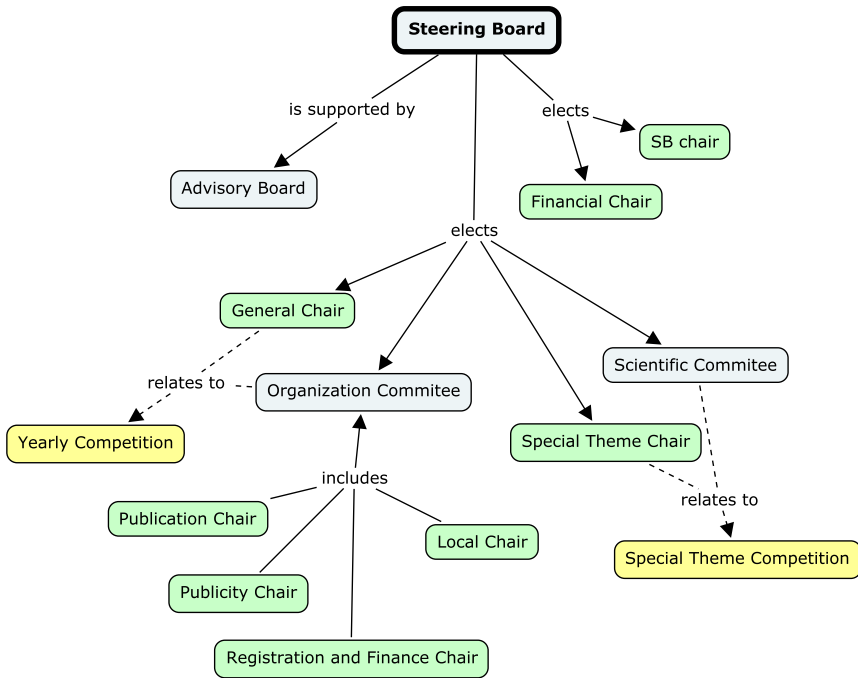 Steering Board
is supported by
elects
SB chair
Advisory Board
Financial Chair
elects
General Chair
Scientific Commitee
relates to
Organization Commitee
Yearly Competition
Special Theme Chair
includes
relates to
Publication Chair
Local Chair
Special Theme Competition
Publicity Chair
Registration and Finance Chair